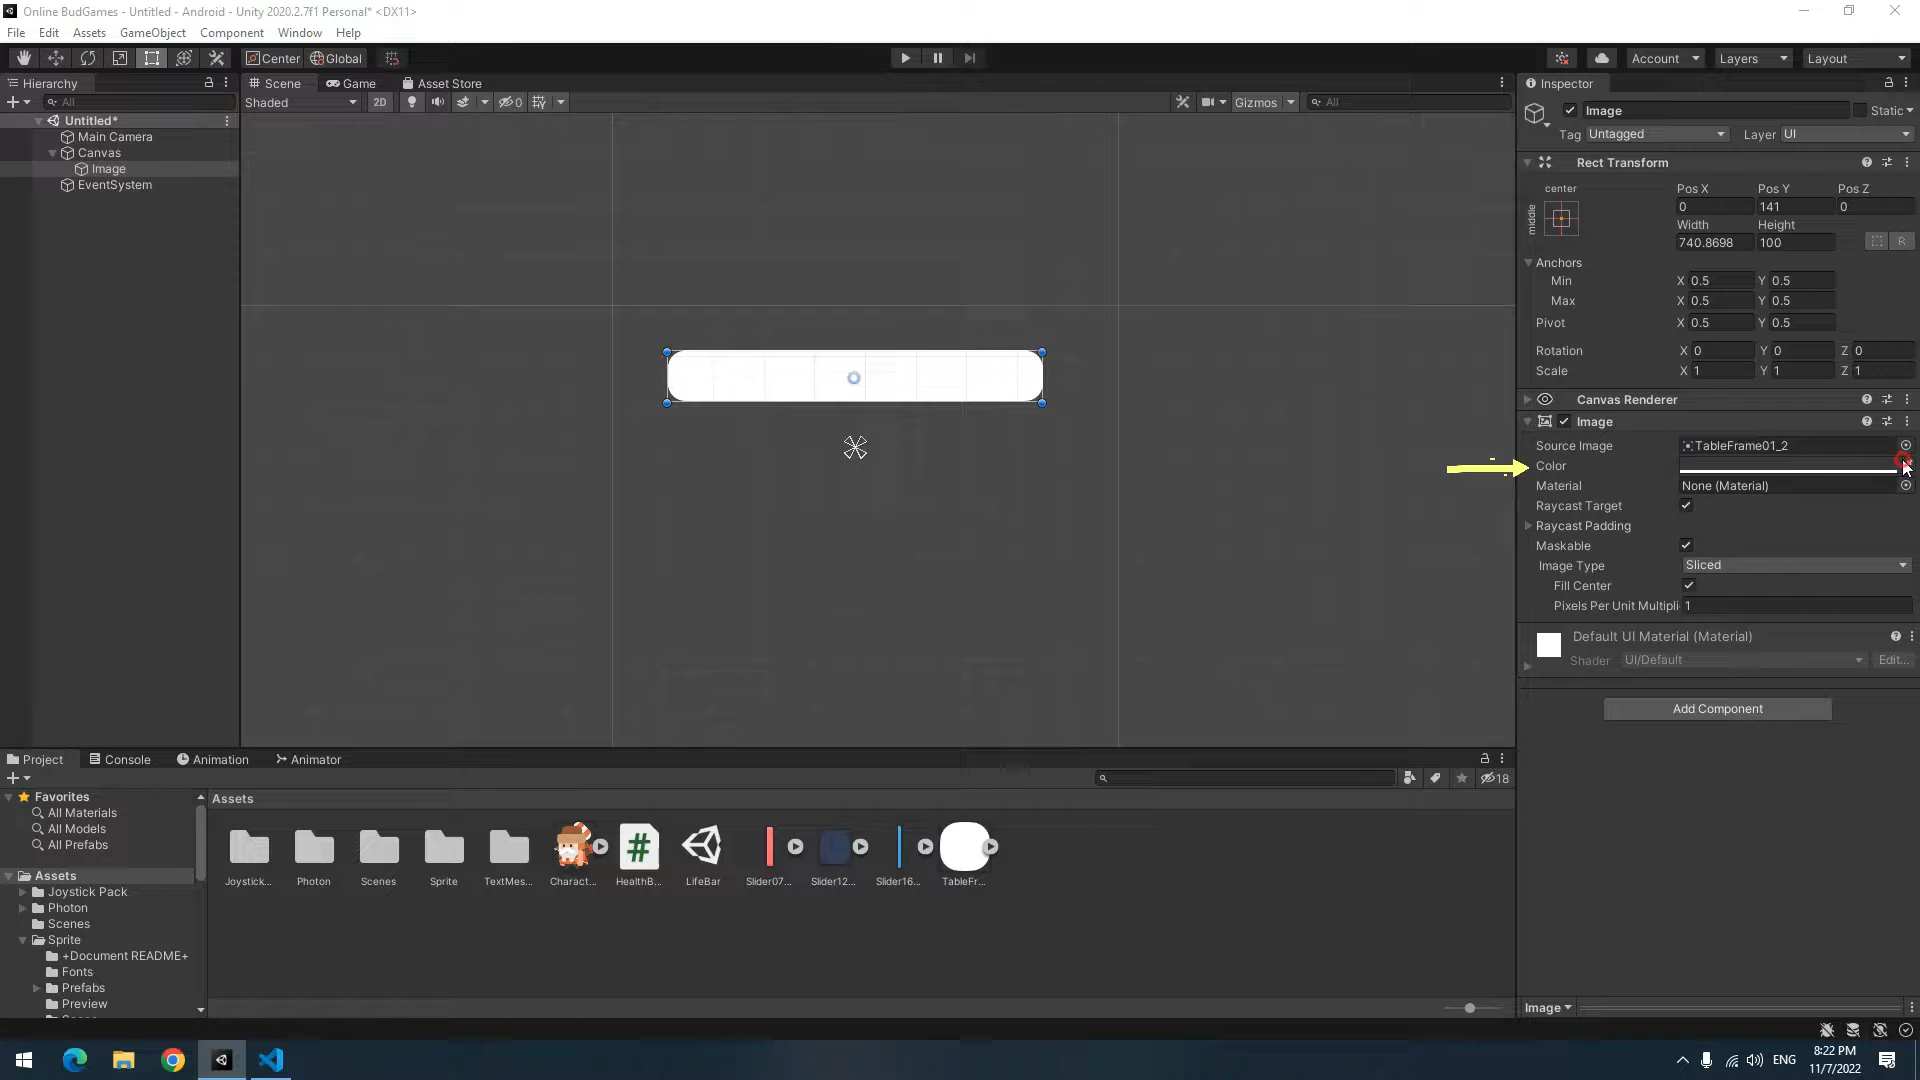 Online BudGames - Untitled - Android - Unity 2020.2.7f1 Personal* <DX11>
File Edit Assets GameObject Component Window Help
Center Global Account Layers Layout
Hierarchy Scene Game Asset Store Inspector
All Shaded 2D 0 Gizmos All
Image Static
Untitled*
Main Camera
Canvas
Image
EventSystem
Tag Untagged Layer UI
Rect Transform
center
middle
Pos X Pos Y Pos Z
0 141 0
Width Height
740.8698 100
R
Anchors
Min X 0.5 Y 0.5
Max X 0.5 Y 0.5
Pivot X 0.5 Y 0.5
Rotation X 0 Y 0 Z 0
Scale X 1 Y 1 Z 1
Canvas Renderer
Image
Source Image TableFrame01_2
Color
Material None (Material)
Raycast Target
Raycast Padding
Maskable
Image Type Sliced
Fill Center
Pixels Per Unit Multipli 1
Default UI Material (Material)
Shader UI/Default Edit...
Add Component
Project Console Animation Animator
18
Favorites
All Materials
All Models
All Prefabs
Assets
Joystick Pack
Photon
Scenes
Sprite
+Document README+
Fonts
Prefabs
Preview
Assets
Joystick... Photon Scenes Sprite TextMes... Charact... HealthB... LifeBar Slider07... Slider12... Slider16... TableFr...
Image
ENG
8:22 PM
11/7/2022